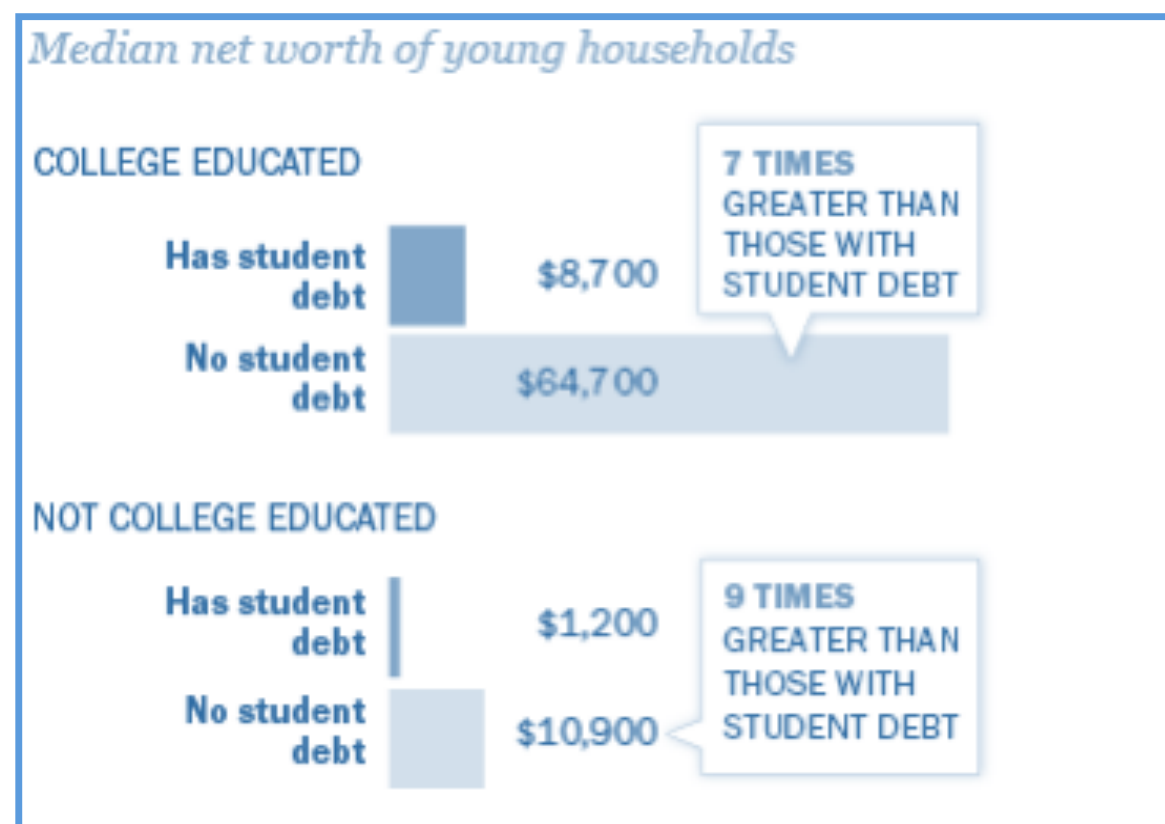 Median net worth of young households
COLLEGE EDUCATED
Has student
debt
$8,700
No student
debt
$64,700
7 TIMES
GREATER THAN
THOSE WITH
STUDENT DEBT
NOT COLLEGE EDUCATED
Has student
debt
$1,200
No student
debt
$10,900
9 TIMES
GREATER THAN
THOSE WITH
STUDENT DEBT